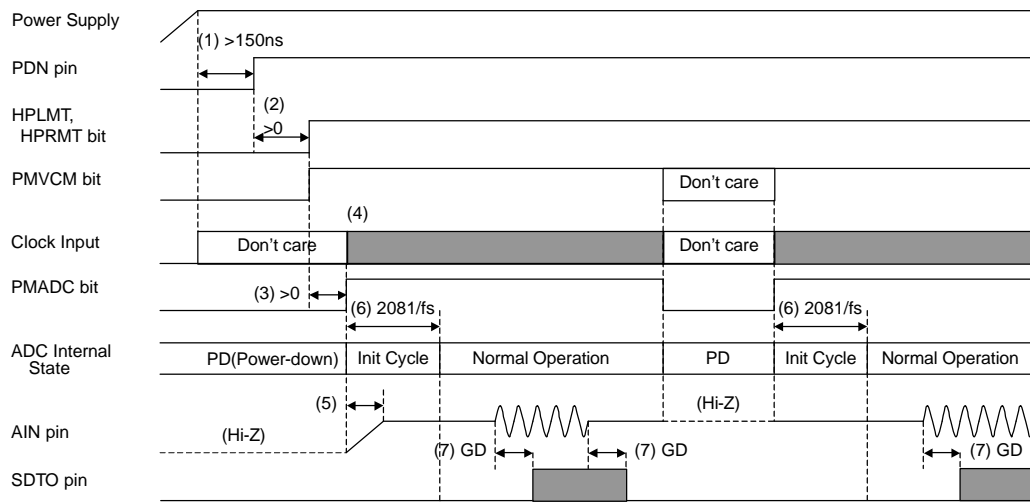 Power Supply
(1) >150ns
PDN pin
HPLMT,
HPRMT bit
(2)
>0
PMVCM bit
Don't care
(4)
Clock Input
Don't care
Don't care
PMADC bit
(3) >0
(6) 2081/fs
(6) 2081/fs
ADC Internal
State
PD(Power-down)
Init Cycle
Normal Operation
PD
Init Cycle
Normal Operation
(5)
AIN pin
(Hi-Z)
(Hi-Z)
(7) GD
(7) GD
(7) GD
SDTO pin